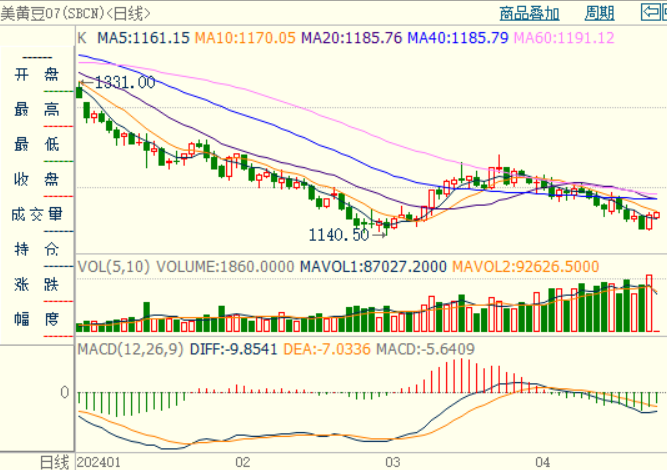 美黄豆07(SBCN)<日线> 商品叠加 周期
K MA5:1161.15 MA10:1170.05 MA20:1185.76 MA40:1185.79 MA60:1191.12
开 盘
最 高
最 低
收 盘
成交量
持 仓
涨 跌
幅 度
←1331.00
1140.50→
VOL(5,10) VOLUME:1860.0000 MAVOL1:87027.2000 MAVOL2:92626.5000
MACD(12,26,9) DIFF:-9.8541 DEA:-7.0336 MACD:-5.6409
0
日线 202401 02 03 04